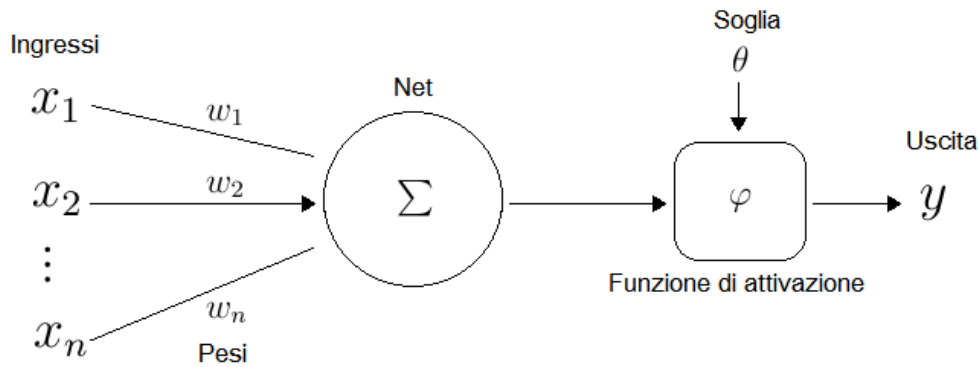 Ingressi
x₁
x₂
⋮
xₙ
w₁
w₂
wₙ
Pesi
Net
Σ
Soglia
θ
φ
Funzione di attivazione
Uscita
y